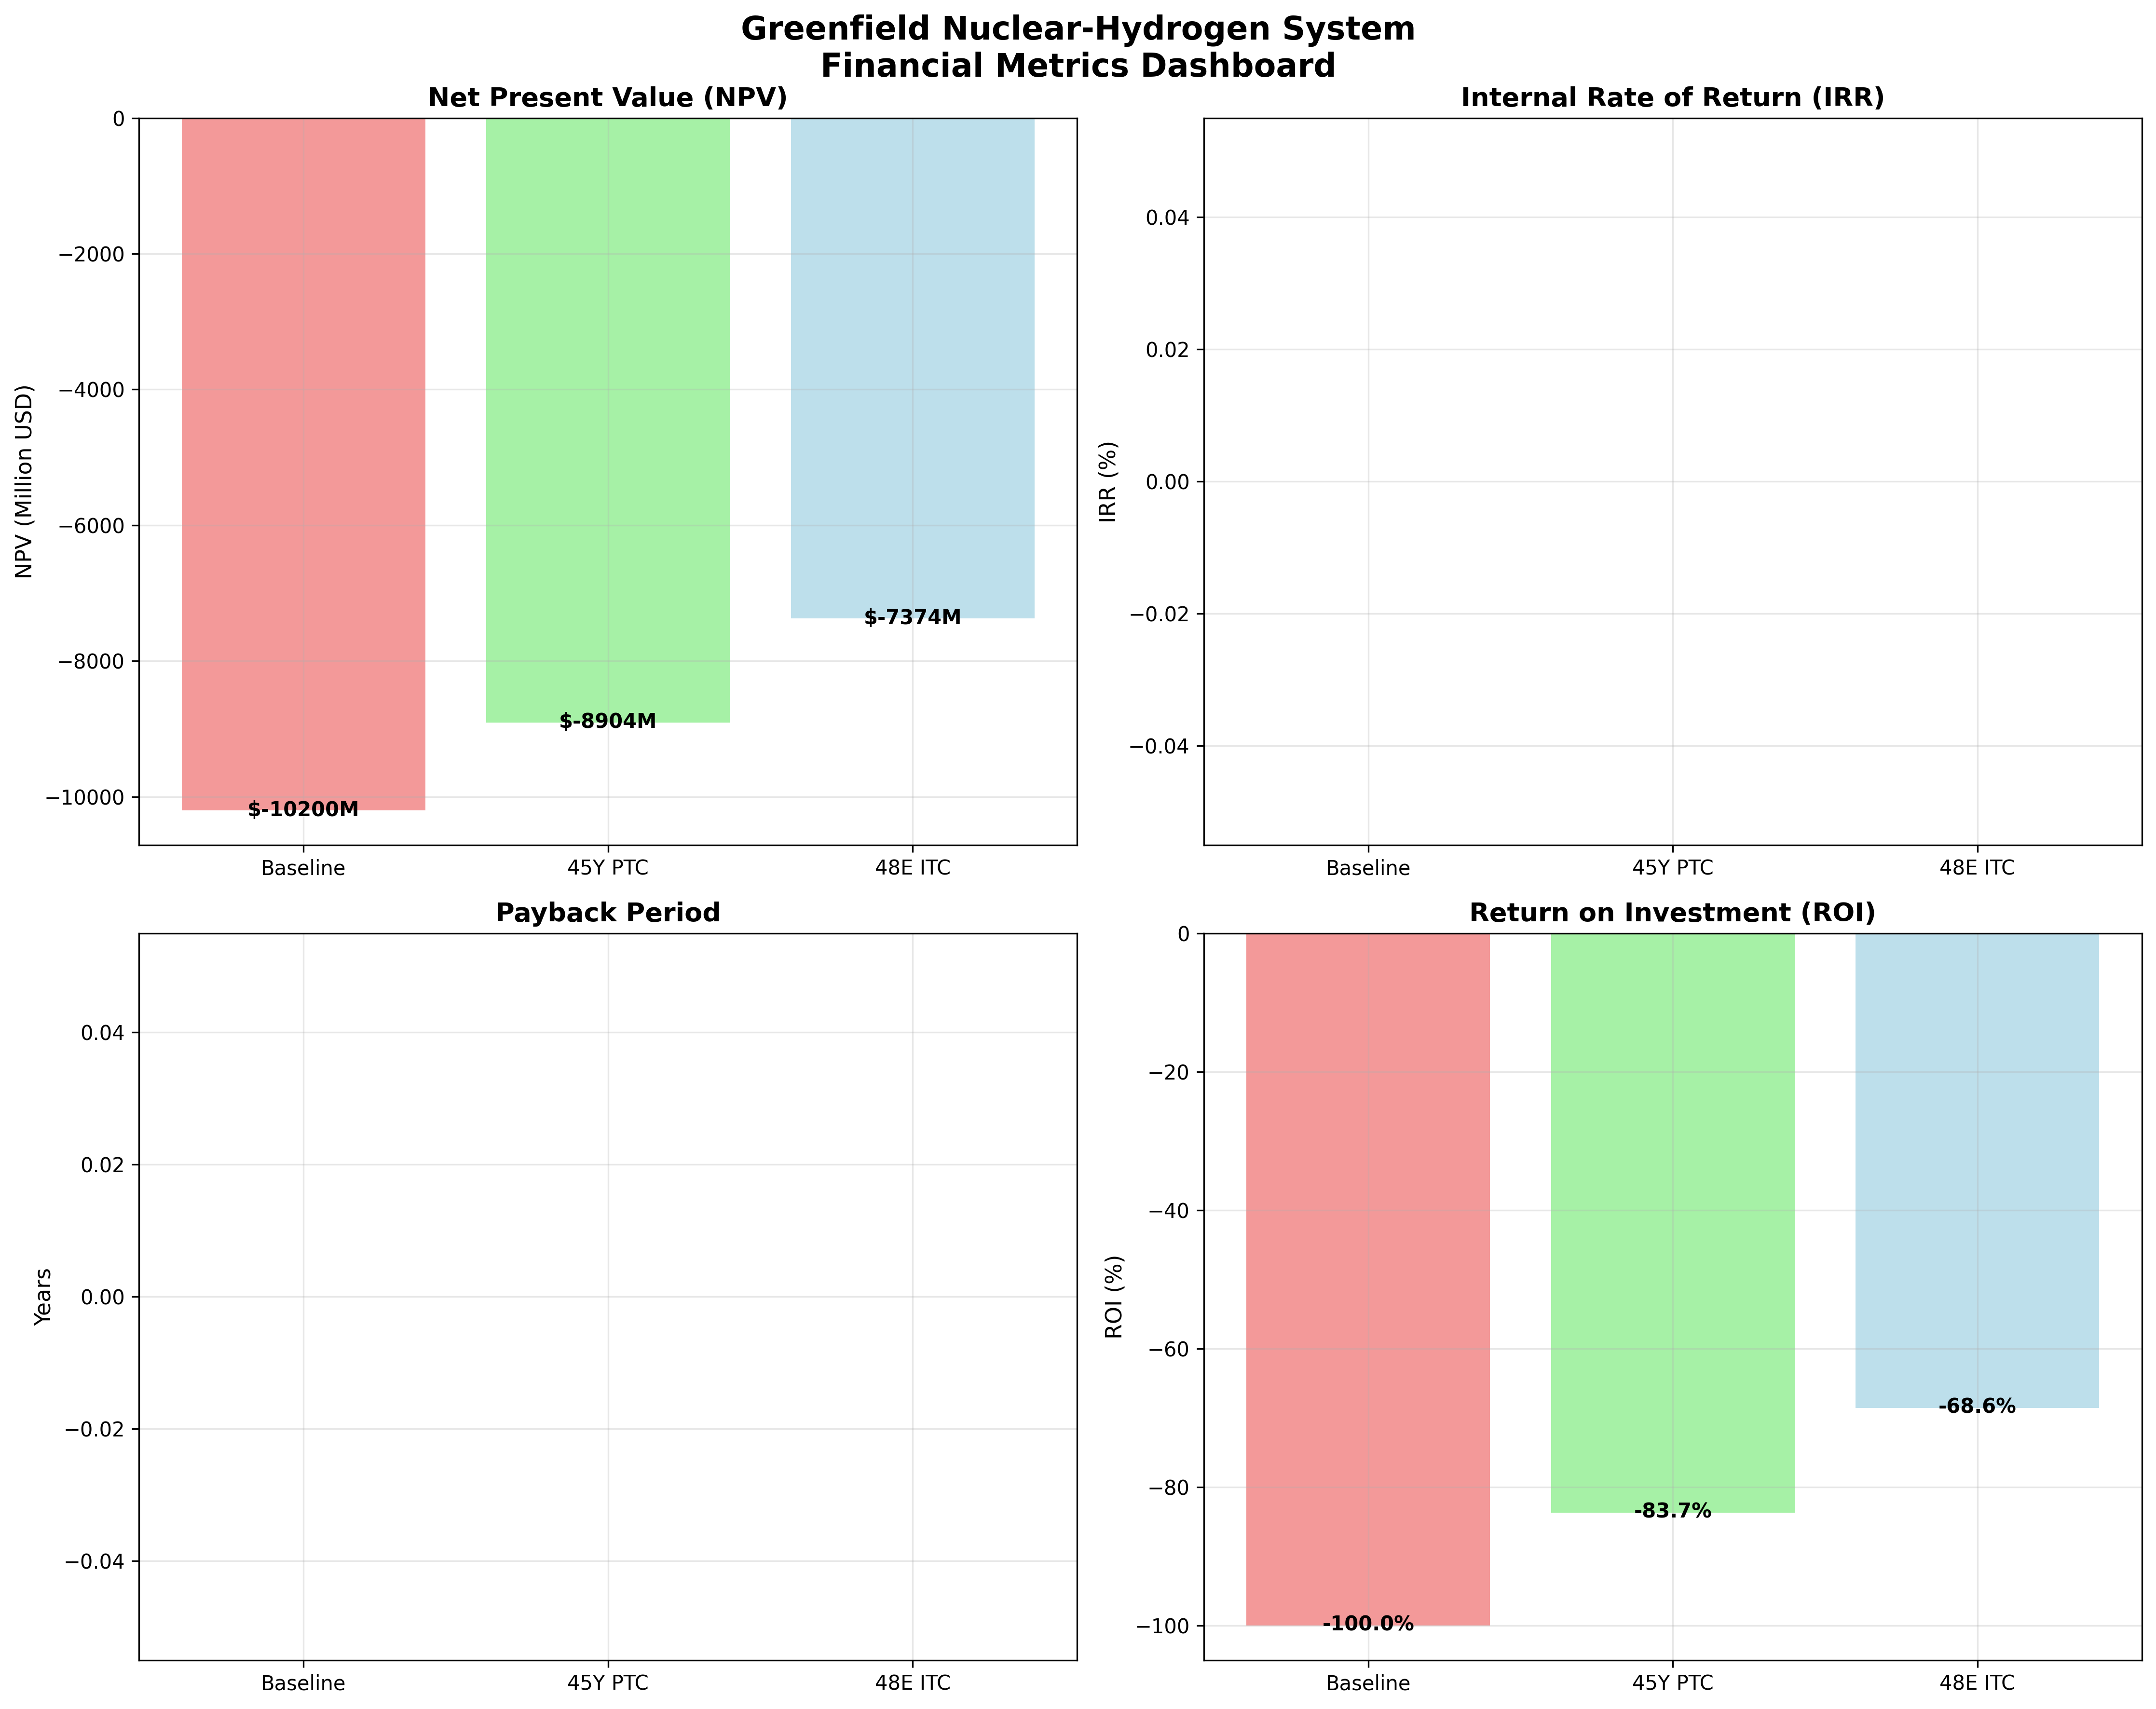 Greenfield Nuclear-Hydrogen System
Financial Metrics Dashboard
Net Present Value (NPV)
NPV (Million USD)
0
−2000
−4000
−6000
−8000
−10000
$-10200M
$-8904M
$-7374M
Baseline
45Y PTC
48E ITC
Internal Rate of Return (IRR)
IRR (%)
0.04
0.02
0.00
−0.02
−0.04
Baseline
45Y PTC
48E ITC
Payback Period
Years
0.04
0.02
0.00
−0.02
−0.04
Baseline
45Y PTC
48E ITC
Return on Investment (ROI)
ROI (%)
0
−20
−40
−60
−80
−100
-100.0%
-83.7%
-68.6%
Baseline
45Y PTC
48E ITC